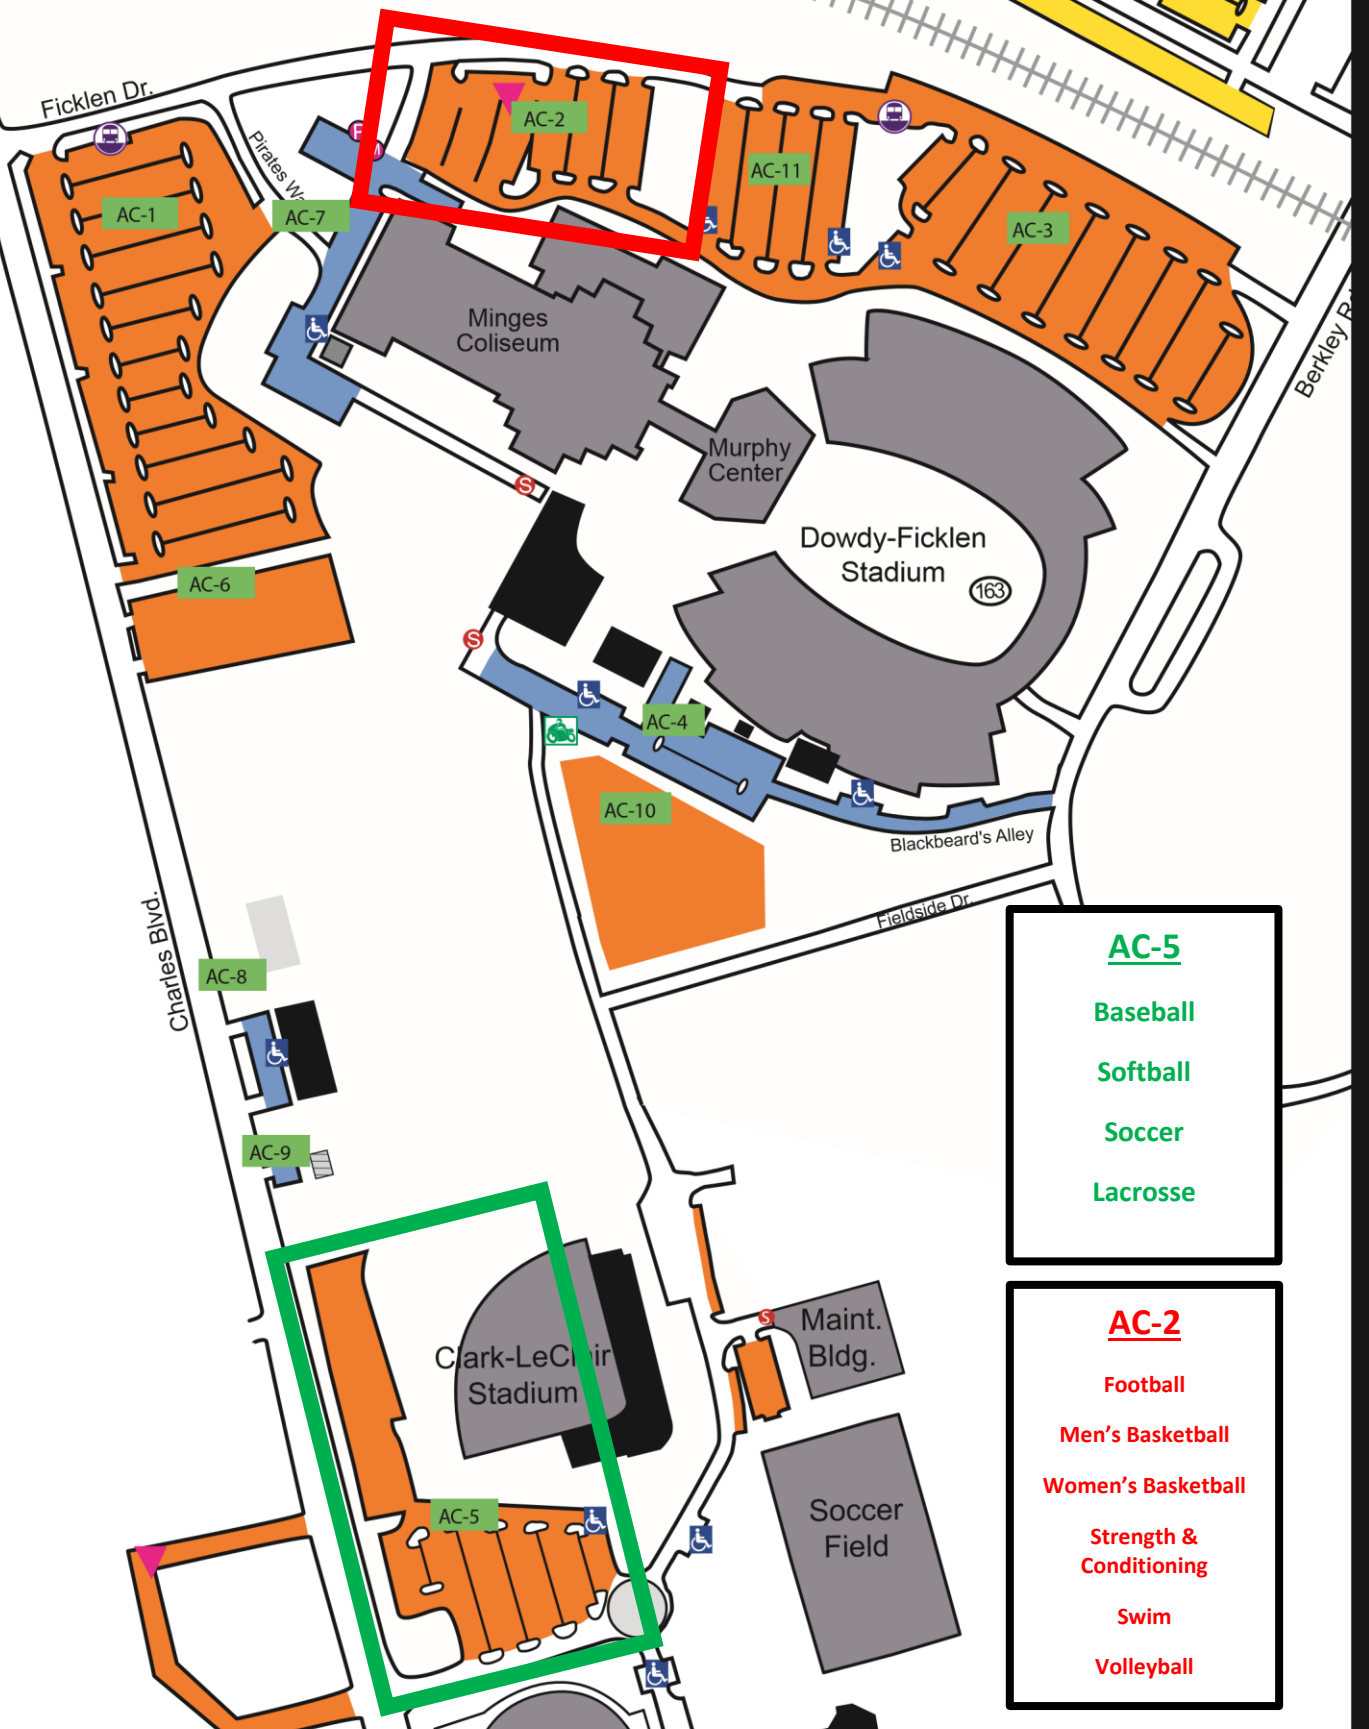 Ficklen Dr.
AC-2
Pirates
AC-11
AC-1
AC-7
AC-3
Minges
Coliseum
Murphy
Center
Dowdy-Ficklen
Stadium
163
AC-6
S
S
AC-4
AC-10
Blackbeard's Alley
Fieldside Dr.
Berkley
Charles Blvd.
AC-8
AC-9
Clark-LeClair
Stadium
S
Maint.
Bldg.
AC-5
Soccer
Field
AC-5
Baseball
Softball
Soccer
Lacrosse
AC-2
Football
Men's Basketball
Women's Basketball
Strength &
Conditioning
Swim
Volleyball